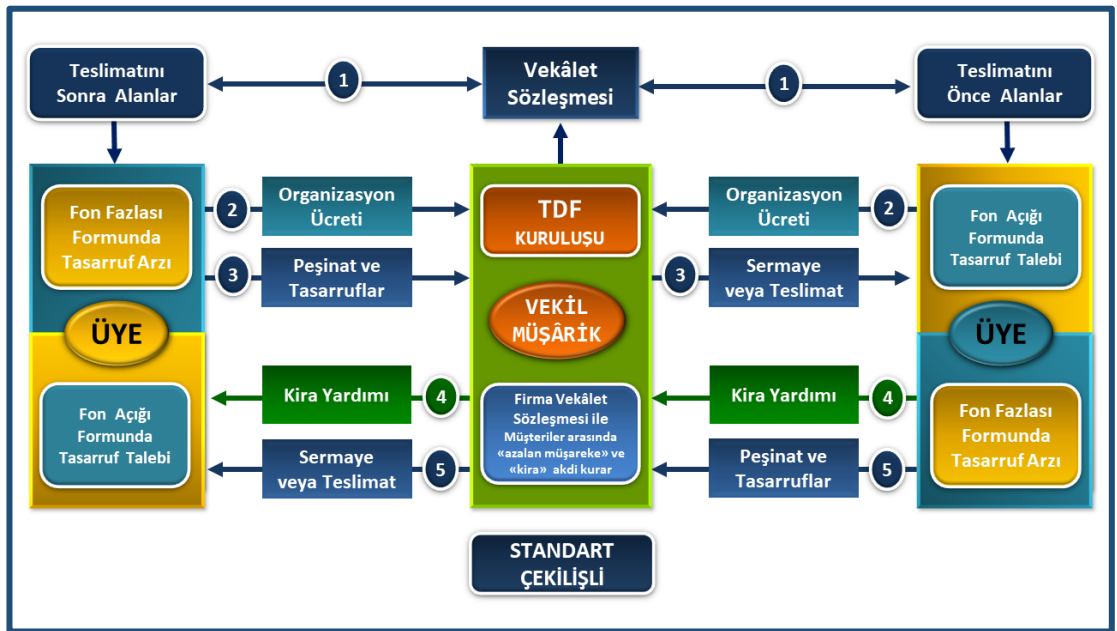 Teslimatını
Sonra Alanlar
1
Vekâlet
Sözleşmesi
1
Teslimatını
Önce Alanlar
Fon Fazlası
Formunda
Tasarruf Arzı
2
Organizasyon
Ücreti
3
Peşinat ve
Tasarruflar
ÜYE
Kira Yardımı
4
Fon Açığı
Formunda
Tasarruf Talebi
Sermaye
veya Teslimat
5
TDF
KURULUŞU
VEKİL
MÜŞÂRİK
Firma Vekâlet
Sözleşmesi ile
Müşteriler arasında
«azalan müşareke» ve
«kira» akdi kurar
Organizasyon
Ücreti
2
3
Sermaye
veya Teslimat
Fon Açığı
Formunda
Tasarruf Talebi
ÜYE
Kira Yardımı
4
Peşinat ve
Tasarruflar
5
Fon Fazlası
Formunda
Tasarruf Arzı
STANDART
ÇEKİLİŞLİ